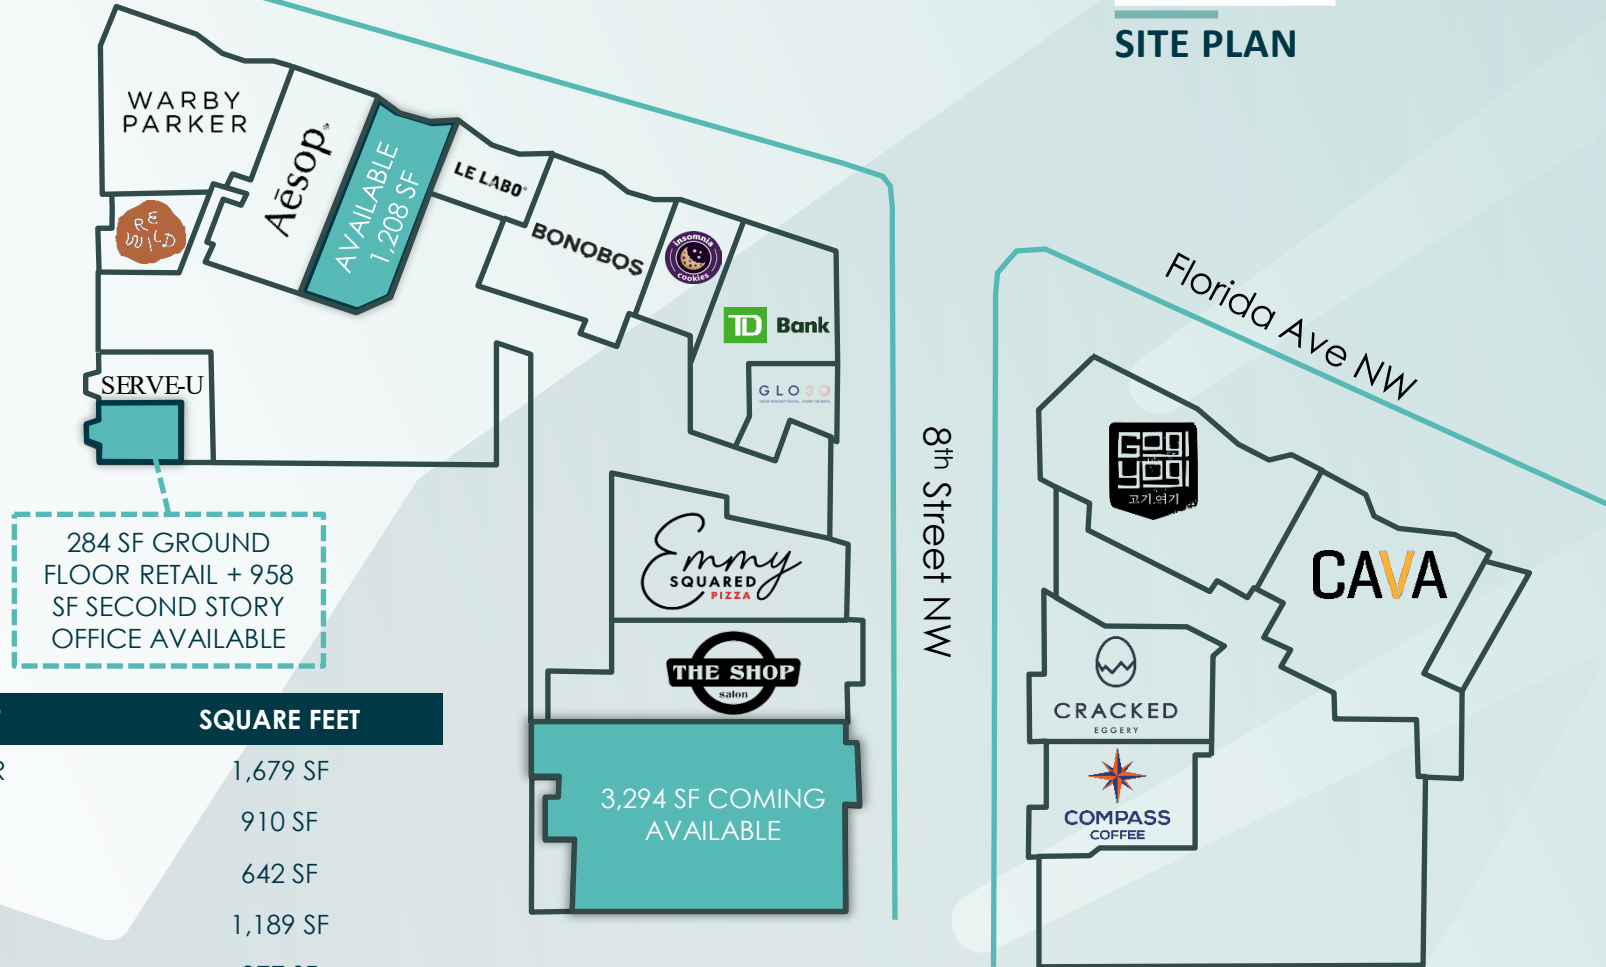 SITE PLAN
WARBY
PARKER
Aēsop.
AVAILABLE
1,208 SF
LE LABO
BONOBOS
insomnia
cookies
RE
WILD
TD Bank
GLO30
SERVE-U
284 SF GROUND
FLOOR RETAIL + 958
SF SECOND STORY
OFFICE AVAILABLE
Emmy
SQUARED
PIZZA
THE SHOP
salon
3,294 SF COMING
AVAILABLE
8th Street NW
Florida Ave NW
Gogi
Yogi
고기.여기
CAVA
CRACKED
EGGERY
COMPASS
COFFEE
SQUARE FEET
R
1,679 SF
910 SF
642 SF
1,189 SF